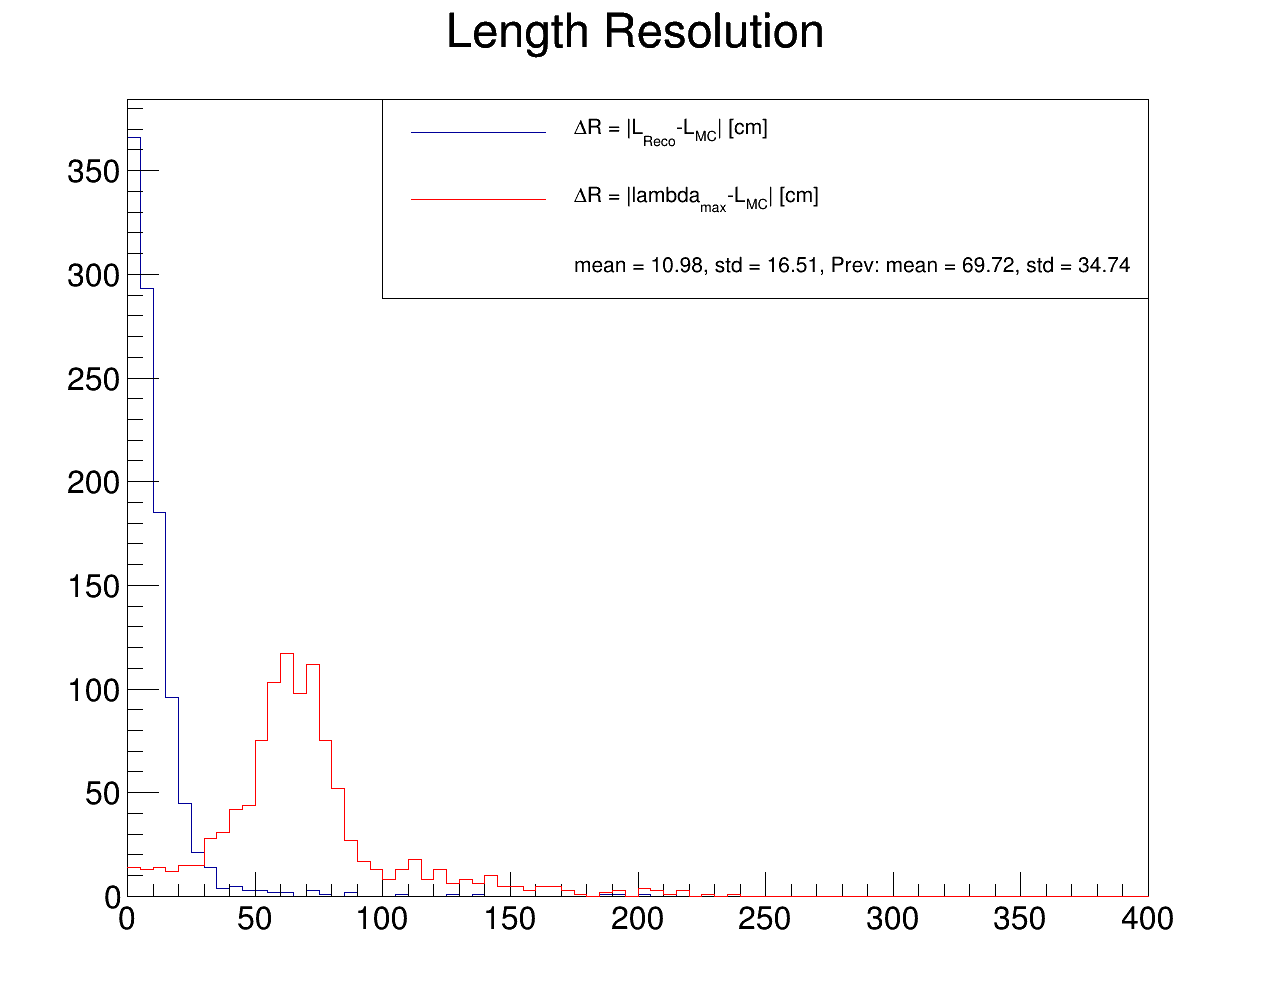 Length Resolution
ΔR = |L_Reco-L_MC| [cm]
ΔR = |lambda_max-L_MC| [cm]
mean = 10.98, std = 16.51, Prev: mean = 69.72, std = 34.74
350
300
250
200
150
100
50
0
0 50 100 150 200 250 300 350 400